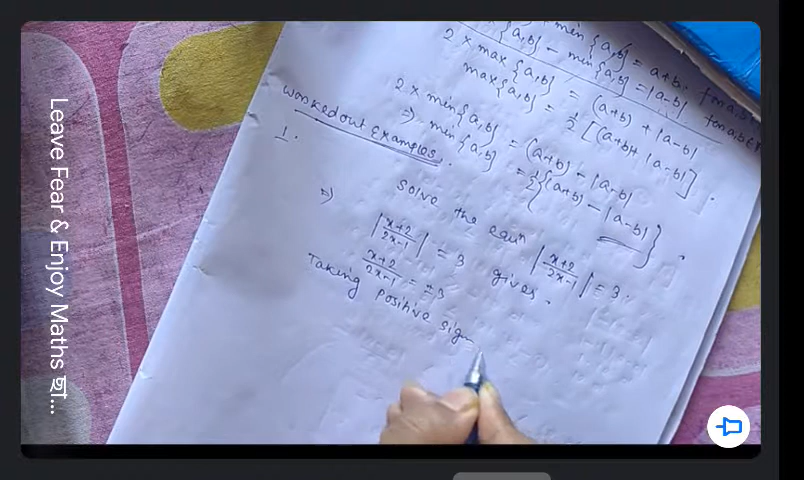 + min {a,b} = a+b, for a,b
{a,b} - min {a,b} = |a-b| for a,b ∈
2 x max {a,b} = (a+b) + |a-b|
max {a,b} = 1/2 [(a+b) + |a-b|].
2 x min {a,b} = (a+b) - |a-b|
⇒ min {a,b} = 1/2 {(a+b) - |a-b|}.
Worked out Examples.
1. Solve the eqn |x+2/2x-1| = 3.
⇒ |x+2/2x-1| = 3 gives.
x+2/2x-1 = ±3
Taking positive sign
Leave Fear & Enjoy Maths ছা...